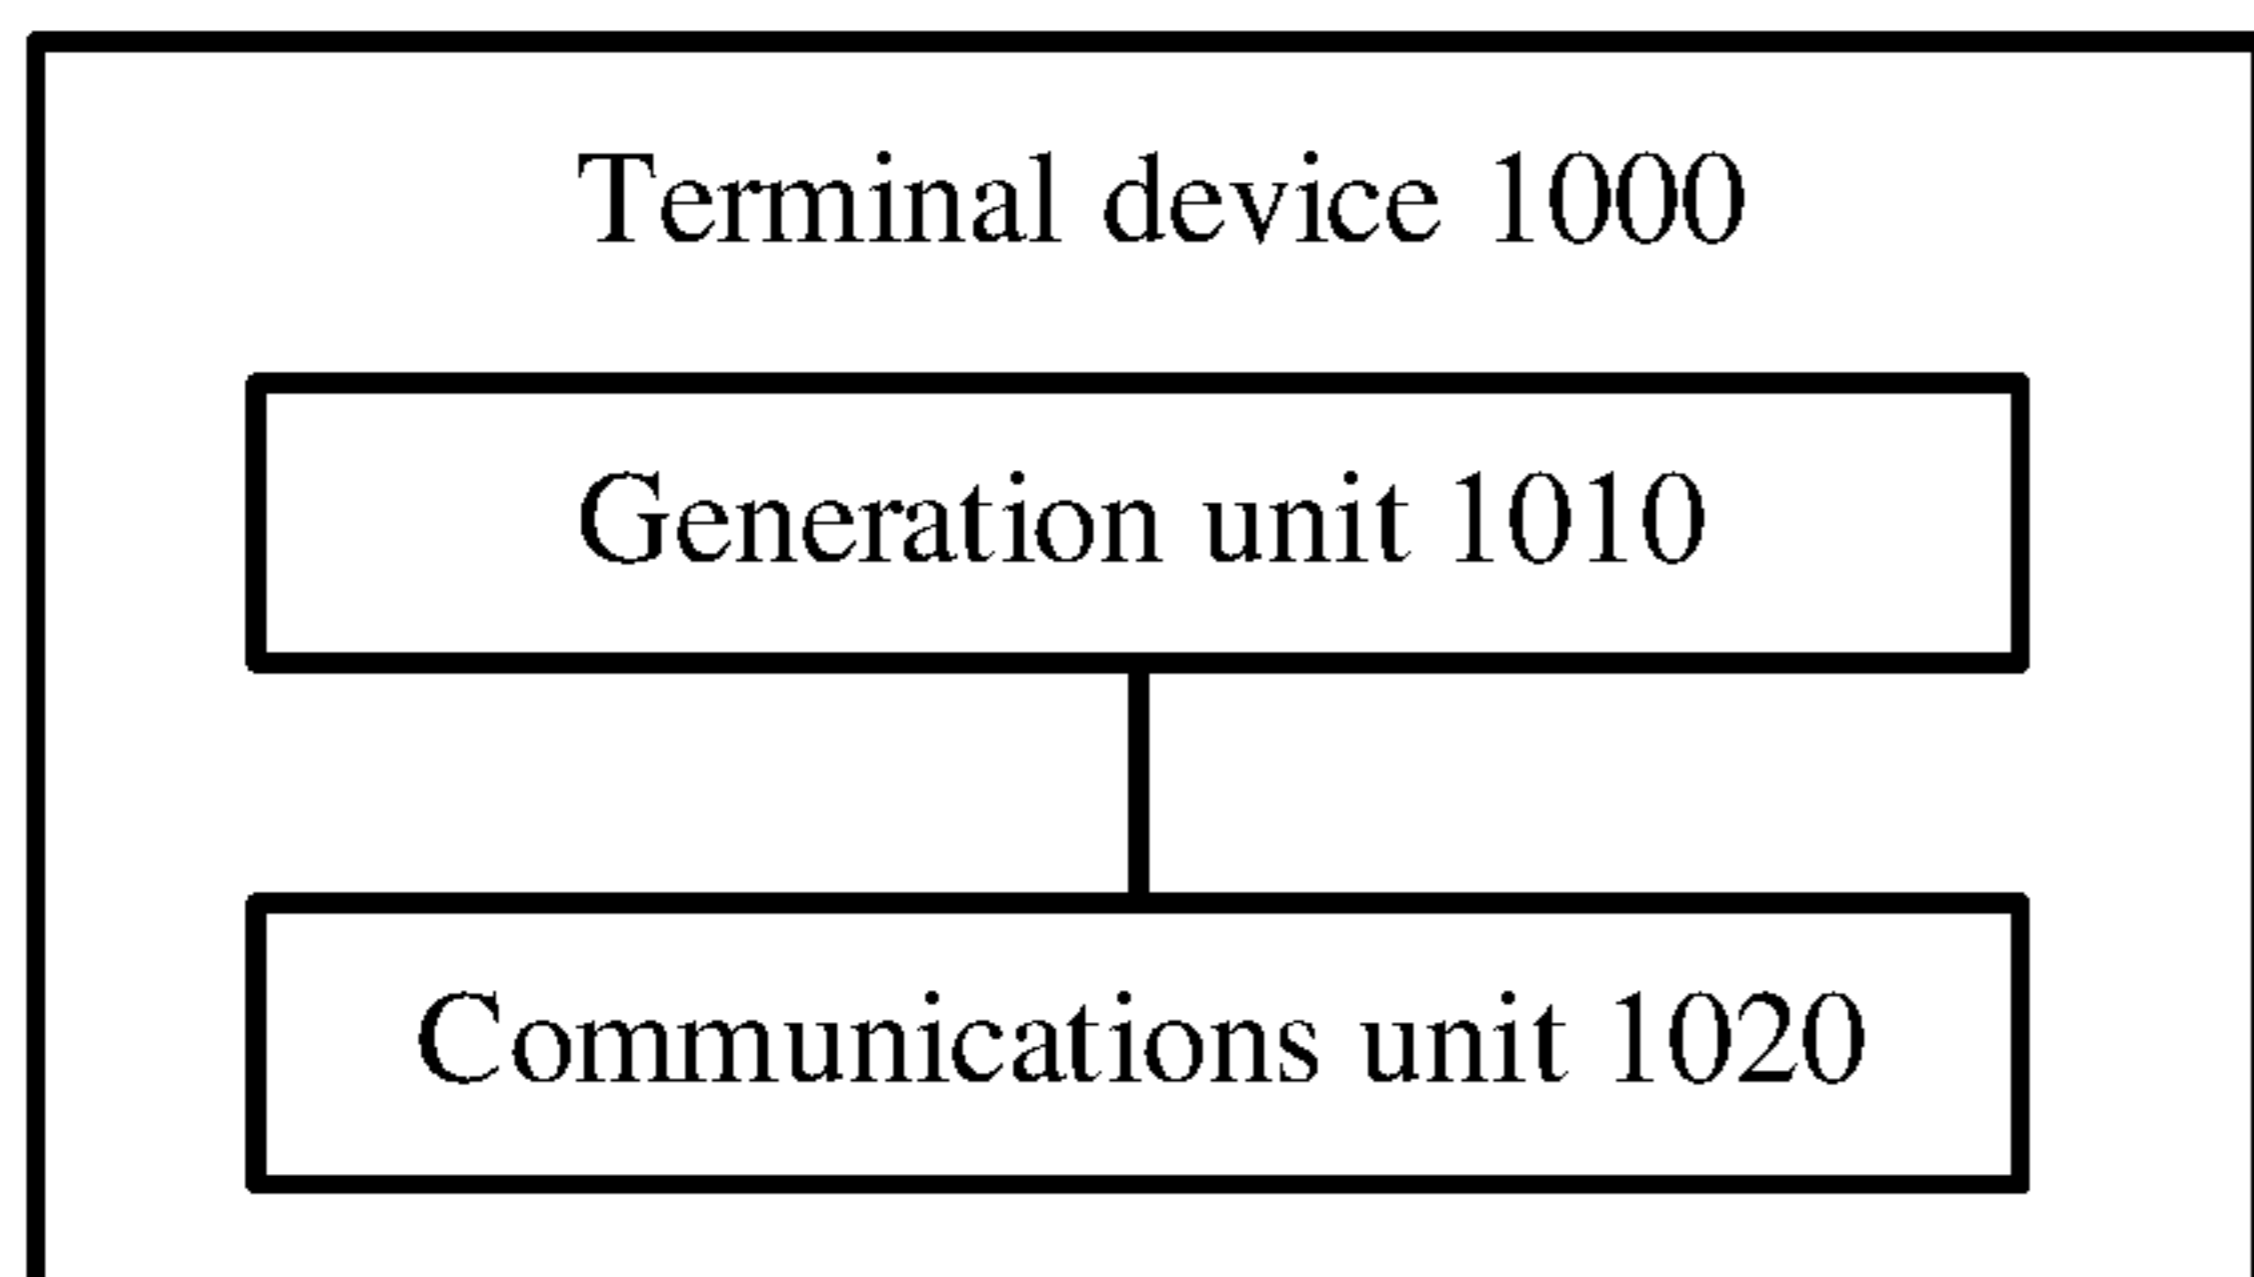 Terminal device 1000
Generation unit 1010
Communications unit 1020